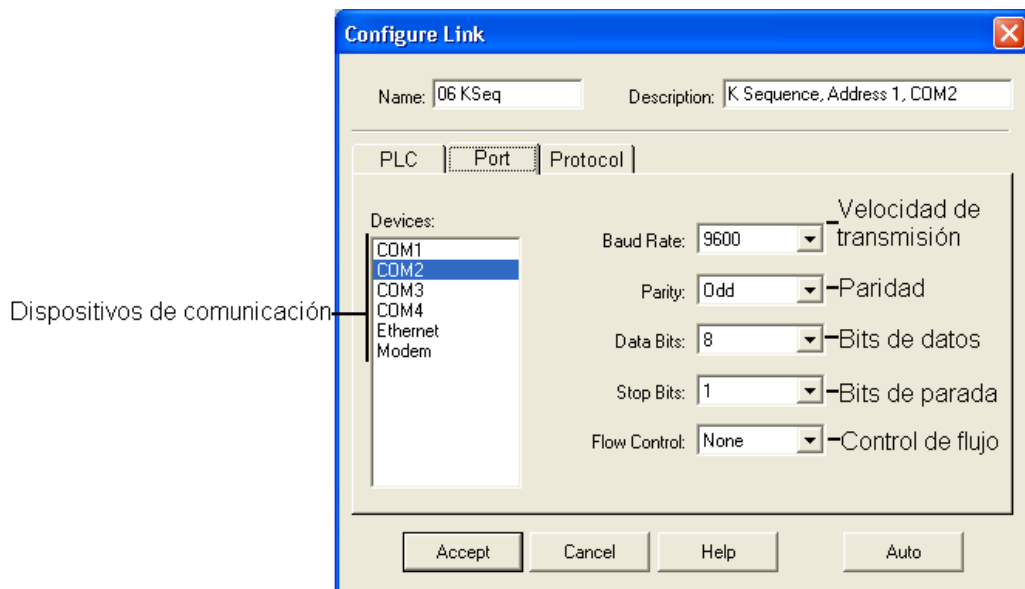 Configure Link
Name: 06 KSeq
Description: K Sequence, Address 1, COM2
PLC
Port
Protocol
Dispositivos de comunicación
Devices:
COM1
COM2
COM3
COM4
Ethernet
Modem
Baud Rate: 9600
Velocidad de
transmisión
Parity: Odd
Paridad
Data Bits: 8
Bits de datos
Stop Bits: 1
Bits de parada
Flow Control: None
Control de flujo
Accept
Cancel
Help
Auto